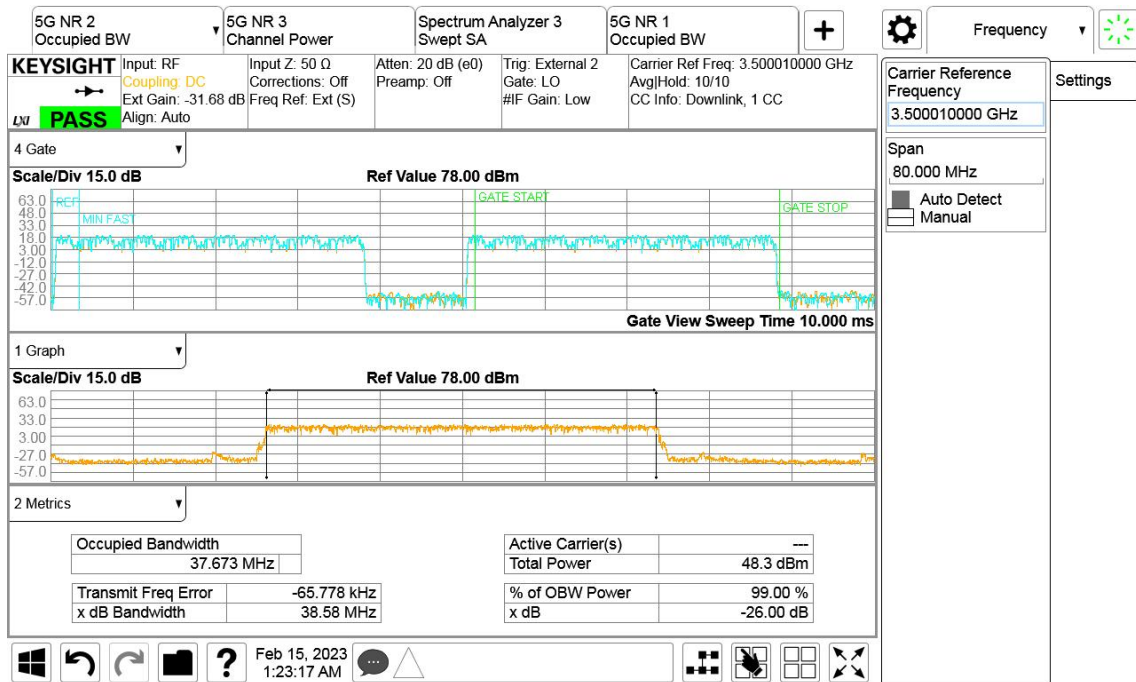 5G NR 2
Occupied BW
5G NR 3
Channel Power
Spectrum Analyzer 3
Swept SA
5G NR 1
Occupied BW
Frequency
KEYSIGHT
LXI
PASS
Input: RF
Coupling: DC
Ext Gain: -31.68 dB
Align: Auto
Input Z: 50 Ω
Corrections: Off
Freq Ref: Ext (S)
Atten: 20 dB (e0)
Preamp: Off
Trig: External 2
Gate: LO
#IF Gain: Low
Carrier Ref Freq: 3.500010000 GHz
Avg|Hold: 10/10
CC Info: Downlink, 1 CC
Carrier Reference
Frequency
3.500010000 GHz
Span
80.000 MHz
Auto Detect
Manual
Settings
4 Gate
Scale/Div 15.0 dB
Ref Value 78.00 dBm
63.0
48.0
33.0
18.0
3.00
-12.0
-27.0
-42.0
-57.0
REF
MIN FAST
GATE START
GATE STOP
Gate View Sweep Time 10.000 ms
1 Graph
Scale/Div 15.0 dB
Ref Value 78.00 dBm
63.0
33.0
3.00
-27.0
-57.0
2 Metrics
Occupied Bandwidth
37.673 MHz
Transmit Freq Error -65.778 kHz
x dB Bandwidth 38.58 MHz
Active Carrier(s) ---
Total Power 48.3 dBm
% of OBW Power 99.00 %
x dB -26.00 dB
?
Feb 15, 2023
1:23:17 AM